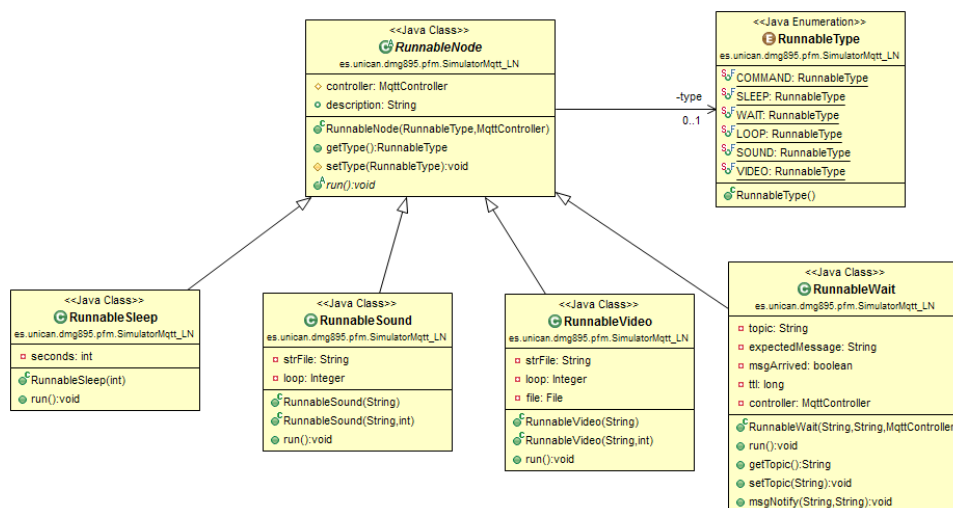 <<Java Class>>
RunnableNode
es.unican.dmg895.pfm.SimulatorMqtt_LN
controller: MqttController
description: String
RunnableNode(RunnableType,MqttController)
getType():RunnableType
setType(RunnableType):void
run():void
-type
0..1
<<Java Enumeration>>
RunnableType
es.unican.dmg895.pfm.SimulatorMqtt_LN
COMMAND: RunnableType
SLEEP: RunnableType
WAIT: RunnableType
LOOP: RunnableType
SOUND: RunnableType
VIDEO: RunnableType
RunnableType()
<<Java Class>>
RunnableSleep
es.unican.dmg895.pfm.SimulatorMqtt_LN
seconds: int
RunnableSleep(int)
run():void
<<Java Class>>
RunnableSound
es.unican.dmg895.pfm.SimulatorMqtt_LN
strFile: String
loop: Integer
RunnableSound(String)
RunnableSound(String,int)
run():void
<<Java Class>>
RunnableVideo
es.unican.dmg895.pfm.SimulatorMqtt_LN
strFile: String
loop: Integer
file: File
RunnableVideo(String)
RunnableVideo(String,int)
run():void
<<Java Class>>
RunnableWait
es.unican.dmg895.pfm.SimulatorMqtt_LN
topic: String
expectedMessage: String
msgArrived: boolean
ttl: long
controller: MqttController
RunnableWait(String,String,MqttController
run():void
getTopic():String
setTopic(String):void
msgNotify(String,String):void